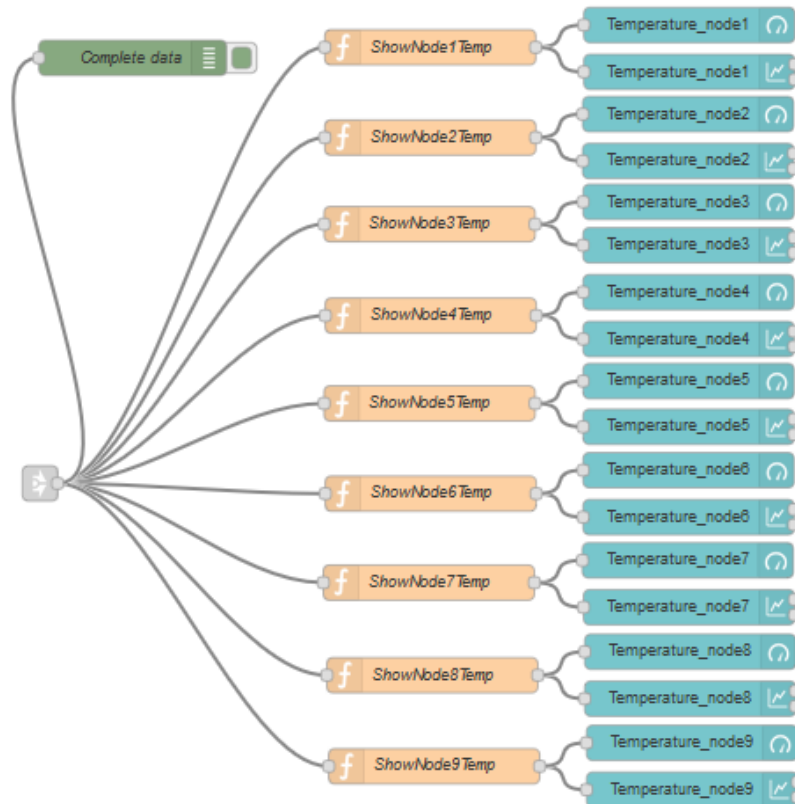 Complete data
ShowNode1Temp
Temperature_node1
Temperature_node1
ShowNode2Temp
Temperature_node2
Temperature_node2
ShowNode3Temp
Temperature_node3
Temperature_node3
ShowNode4Temp
Temperature_node4
Temperature_node4
ShowNode5Temp
Temperature_node5
Temperature_node5
ShowNode6Temp
Temperature_node6
Temperature_node6
ShowNode7Temp
Temperature_node7
Temperature_node7
ShowNode8Temp
Temperature_node8
Temperature_node8
ShowNode9Temp
Temperature_node9
Temperature_node9